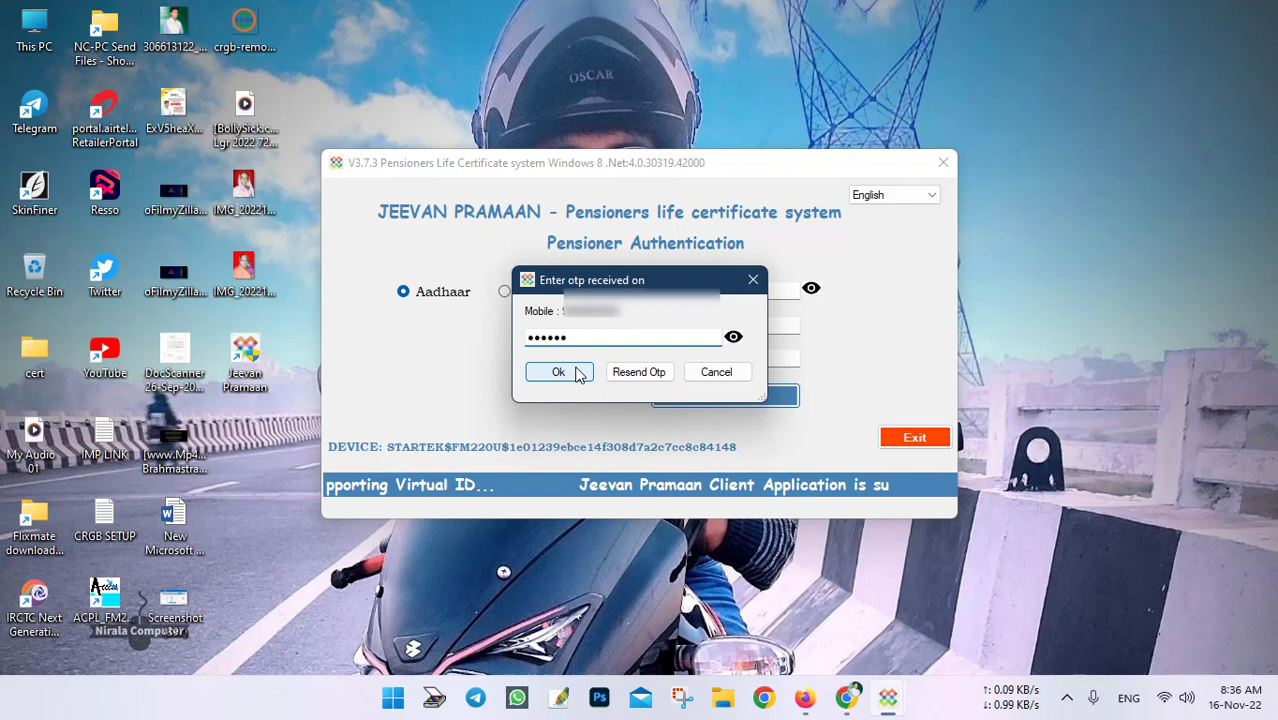 This PC
NC-PC Send
Files - Sho...
306613122_...
crgb-remo...
Telegram
portal.airtel...
RetailerPortal
ExV5heaX...
[BollySick.c...
Lgr 2022 72...
SkinFiner
Resso
oFilmyZilla...
IMG_20221...
Recycle Bin
Twitter
oFilmyZilla...
IMG_20221...
cert
YouTube
DocScanner
26-Sep-20...
Jeevan
Pramaan
My Audio
01
IMP LINK
[www.Mp4...
Brahmastra...
Flixmate
download...
CRGB SETUP
New
Microsoft ...
IRCTC Next
Generati...
ACPL_FM2...
Screenshot
Nirala Computer
OSCAR
V3.7.3 Pensioners Life Certificate system Windows 8 .Net:4.0.30319.42000
English
JEEVAN PRAMAAN - Pensioners life certificate system
Pensioner Authentication
Aadhaar
Enter otp received on
Mobile :
••••••
Ok
Resend Otp
Cancel
DEVICE: STARTEK$FM220U$1e01239ebce14f308d7a2c7cc8c84148
Exit
pporting Virtual ID...
Jeevan Pramaan Client Application is su
↑: 0.09 KB/s
↓: 0.99 KB/s
ENG
8:36 AM
16-Nov-22